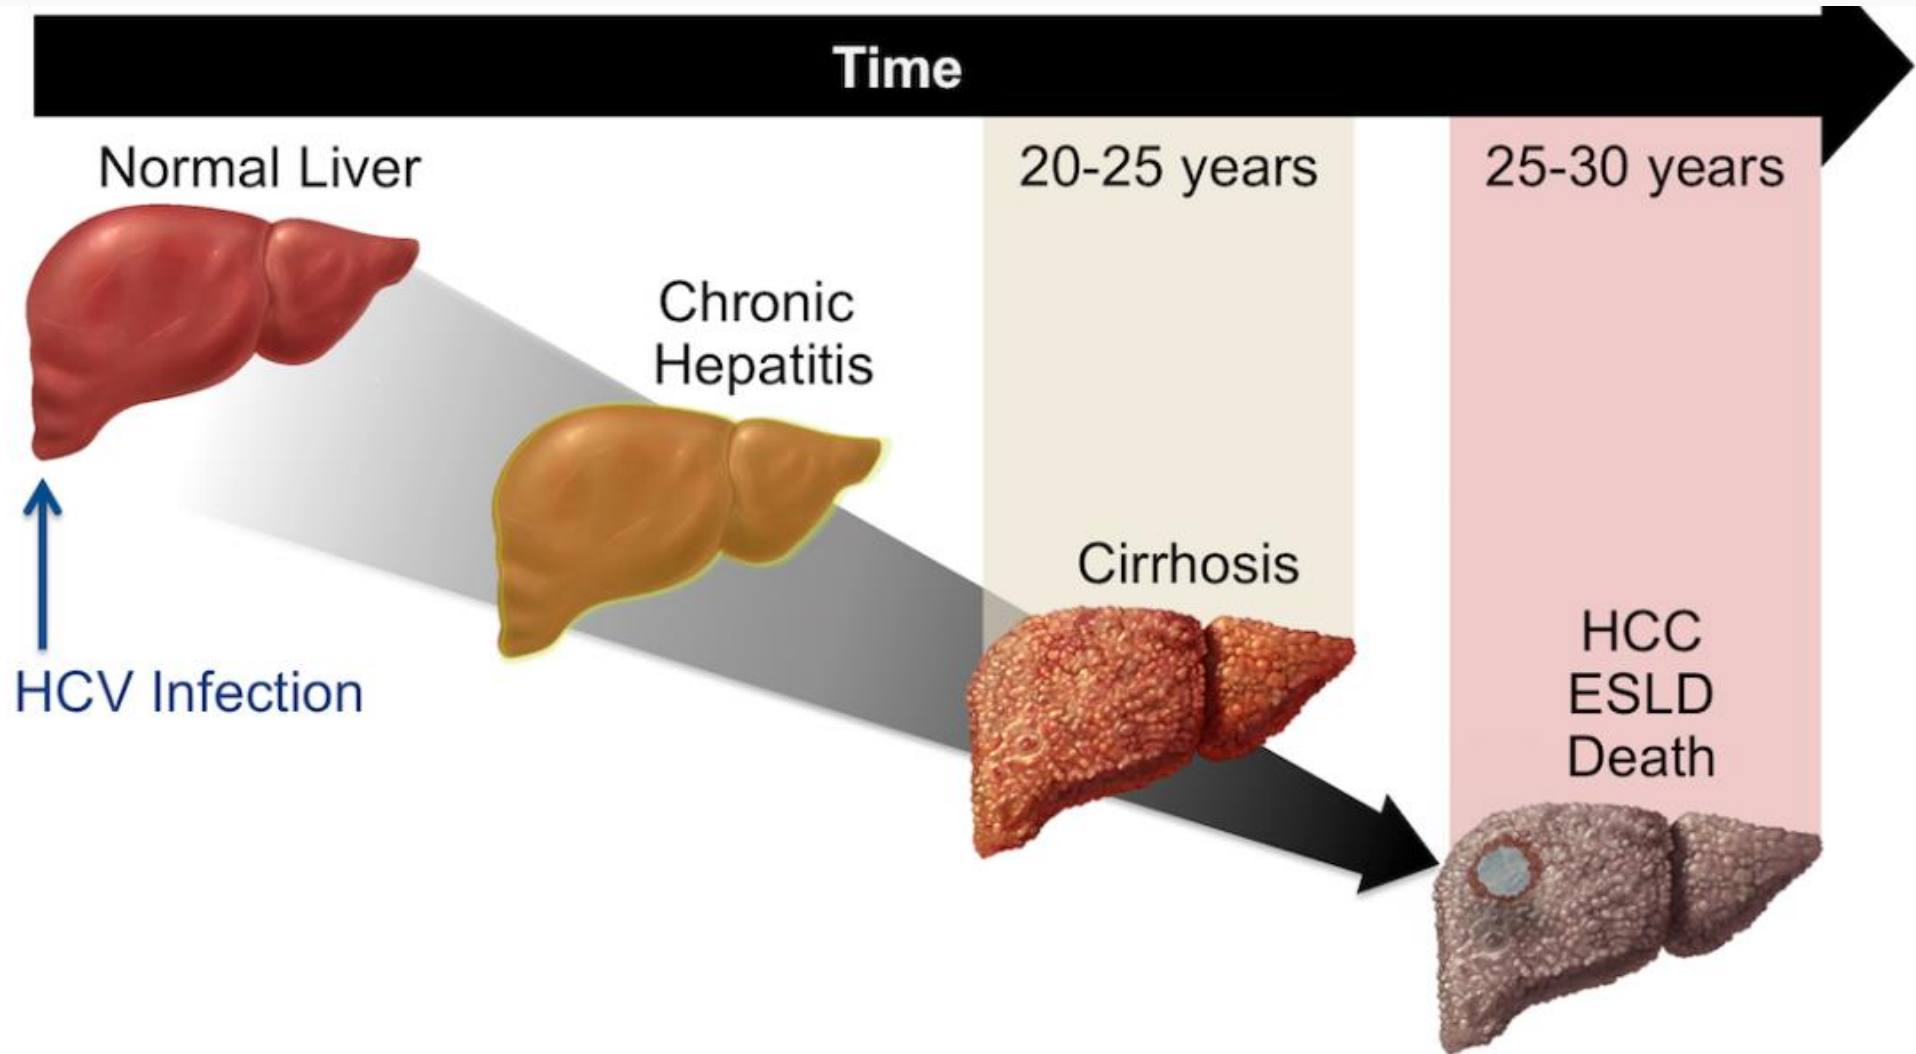 Time
Normal Liver
20-25 years
25-30 years
Chronic
Hepatitis
Cirrhosis
HCC
ESLD
Death
HCV Infection